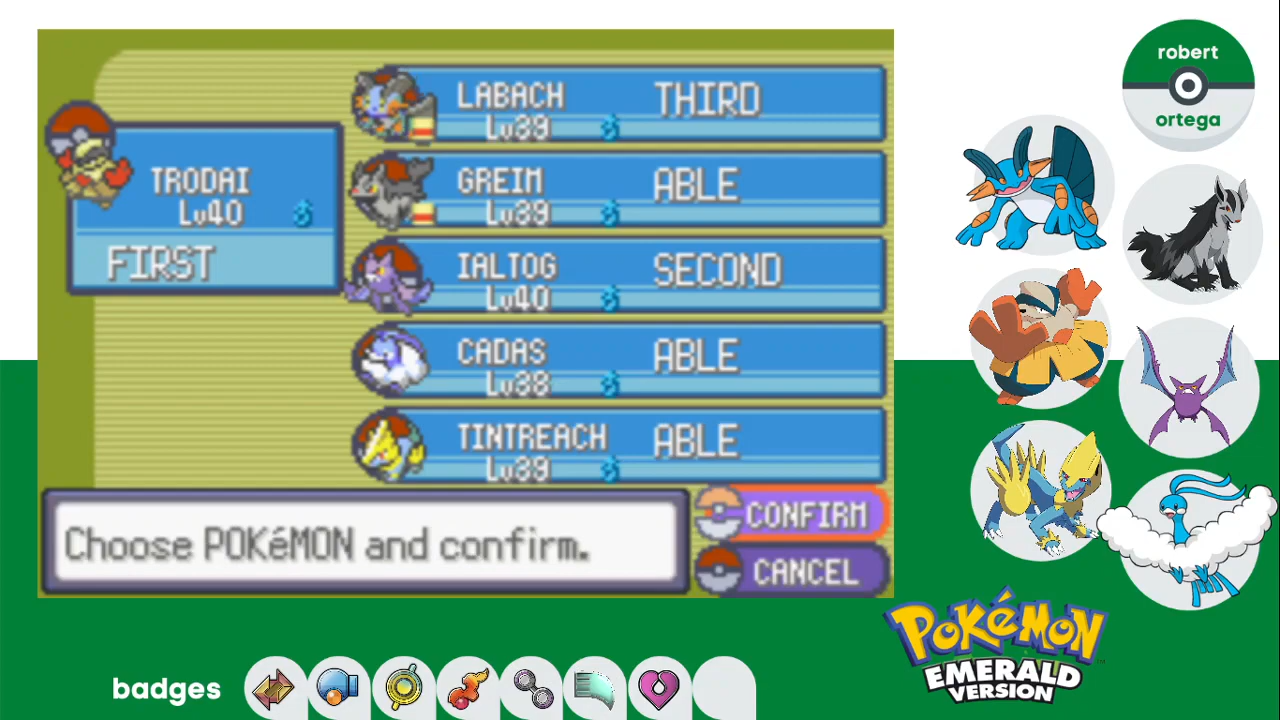 TRODAI
Lv40
FIRST
LABACH THIRD
Lv39
GREIM ABLE
Lv39
IALTOG SECOND
Lv40
CADAS ABLE
Lv38
TINTREACH ABLE
Lv39
Choose POKéMON and confirm.
CONFIRM
CANCEL
robert
ortega
POKéMON
EMERALD
VERSION
badges